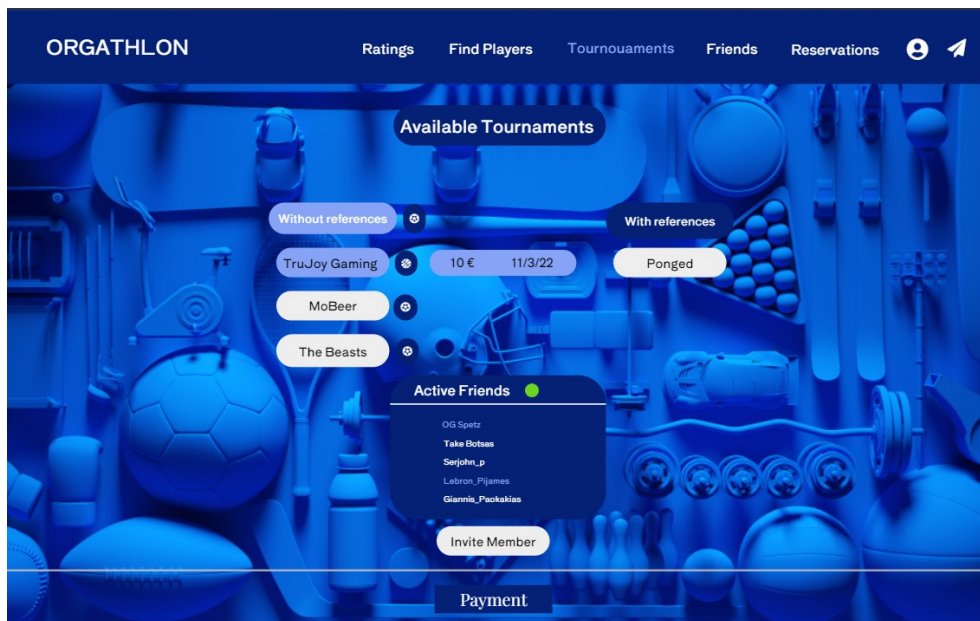 ORGATHLON
Ratings Find Players Tournouaments Friends Reservations
Available Tournaments
Without references With references
TruJoy Gaming 10 € 11/3/22 Ponged
MoBeer
The Beasts
Active Friends
OG Spetz
Take Botsas
Serjohn_p
Lebron_Pijames
Giannis_Paokakias
Invite Member
Payment